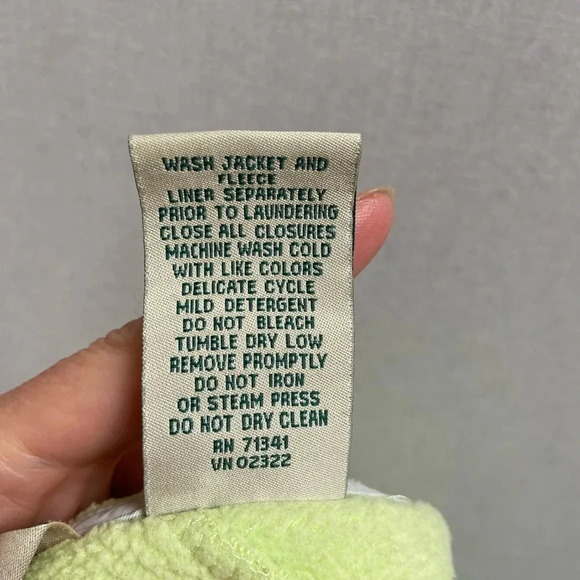 WASH JACKET AND
FLEECE
LINER SEPARATELY
PRIOR TO LAUNDERING
CLOSE ALL CLOSURES
MACHINE WASH COLD
WITH LIKE COLORS
DELICATE CYCLE
MILD DETERGENT
DO NOT BLEACH
TUMBLE DRY LOW
REMOVE PROMPTLY
DO NOT IRON
OR STEAM PRESS
DO NOT DRY CLEAN
RN 71341
VN 02322